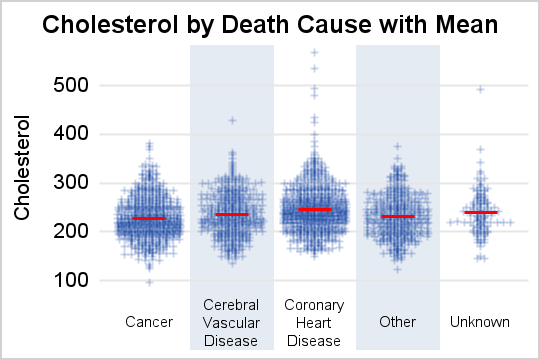 Cholesterol by Death Cause with Mean
Cholesterol
500
400
300
200
100
Cancer
Cerebral
Vascular
Disease
Coronary
Heart
Disease
Other
Unknown